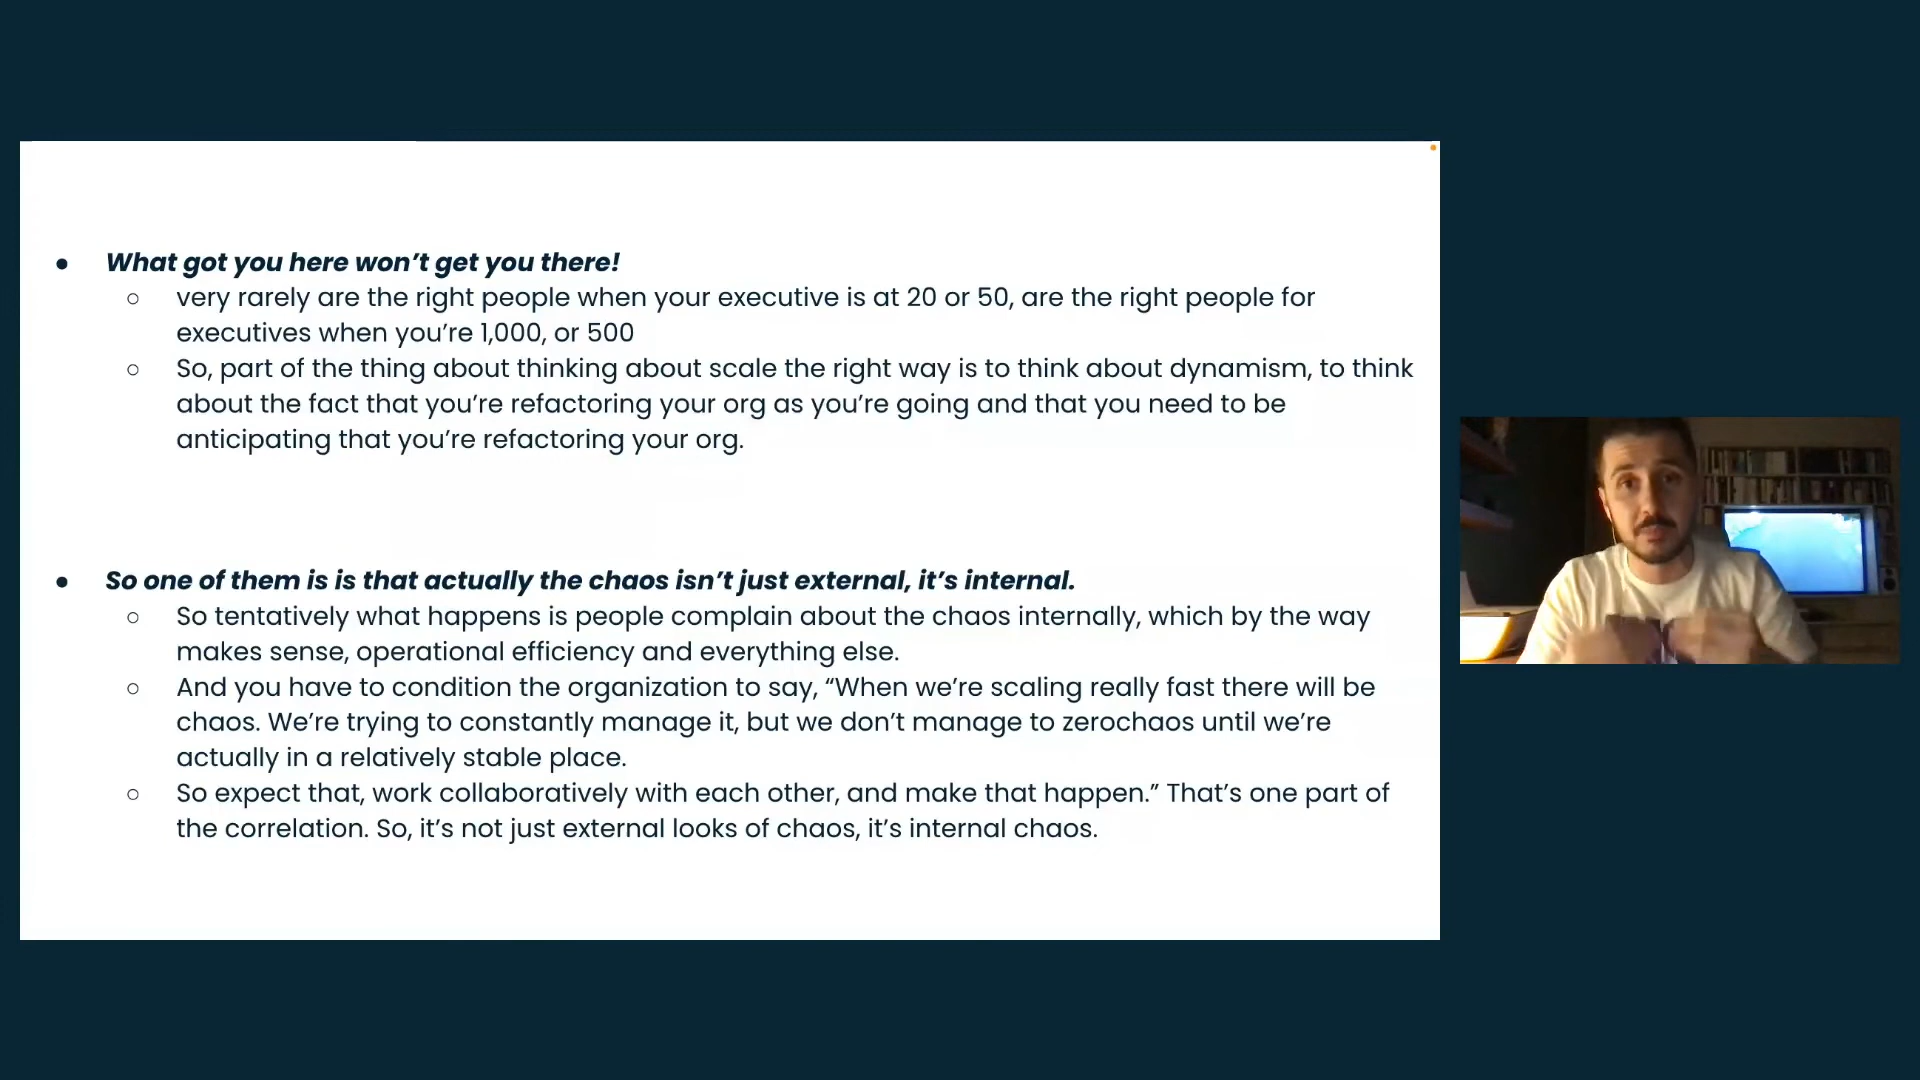 ● What got you here won’t get you there!
○ very rarely are the right people when your executive is at 20 or 50, are the right people for
executives when you’re 1,000, or 500
○ So, part of the thing about thinking about scale the right way is to think about dynamism, to think
about the fact that you’re refactoring your org as you’re going and that you need to be
anticipating that you’re refactoring your org.
● So one of them is is that actually the chaos isn’t just external, it’s internal.
○ So tentatively what happens is people complain about the chaos internally, which by the way
makes sense, operational efficiency and everything else.
○ And you have to condition the organization to say, “When we’re scaling really fast there will be
chaos. We’re trying to constantly manage it, but we don’t manage to zerochaos until we’re
actually in a relatively stable place.
○ So expect that, work collaboratively with each other, and make that happen.” That’s one part of
the correlation. So, it’s not just external looks of chaos, it’s internal chaos.